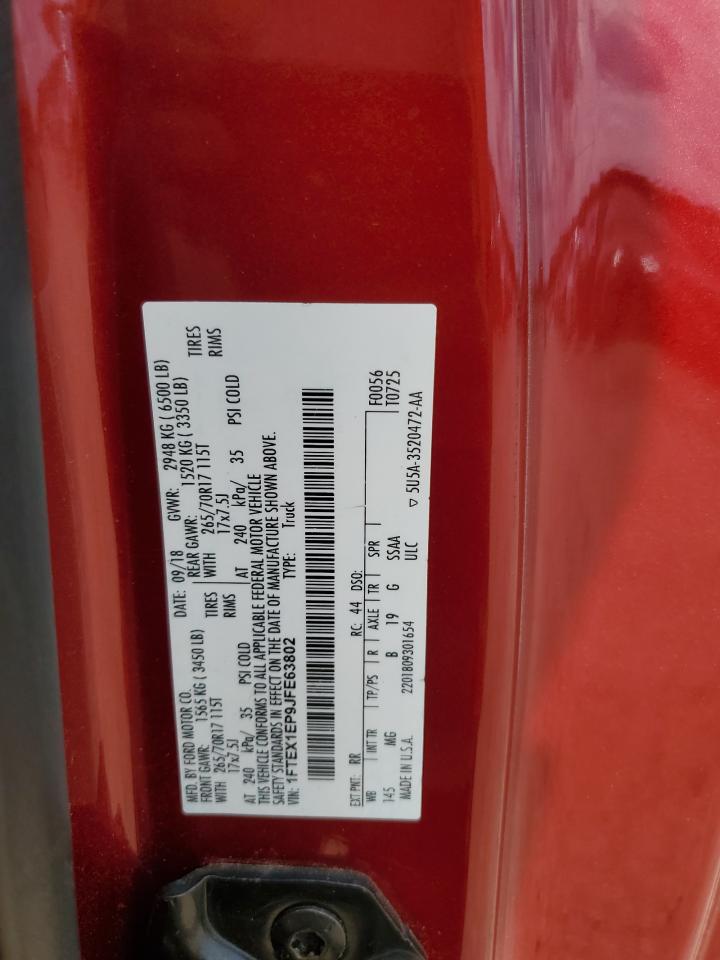 MFD. BY FORD MOTOR CO.
DATE: 09/18 GVWR: 2948 KG ( 6500 LB)
FRONT GAWR: 1565 KG ( 3450 LB) REAR GAWR: 1520 KG ( 3350 LB)
WITH 265/70R17 115T TIRES WITH 265/70R17 115T TIRES
17x7.5J RIMS 17x7.5J RIMS
AT 240 kPa/ 35 PSI COLD AT 240 kPa/ 35 PSI COLD
THIS VEHICLE CONFORMS TO ALL APPLICABLE FEDERAL MOTOR VEHICLE
SAFETY STANDARDS IN EFFECT ON THE DATE OF MANUFACTURE SHOWN ABOVE.
VIN: 1FTEX1EP9JFE63802 TYPE: Truck
EXT PNT: RR RC: 44 DSO: F0056
WB INT TR TP/PS R AXLE TR SPR T0725
145 MG B 19 G SSAA ▽ 5U5A-3520472-AA
MADE IN U.S.A. 2201809301654 ULC